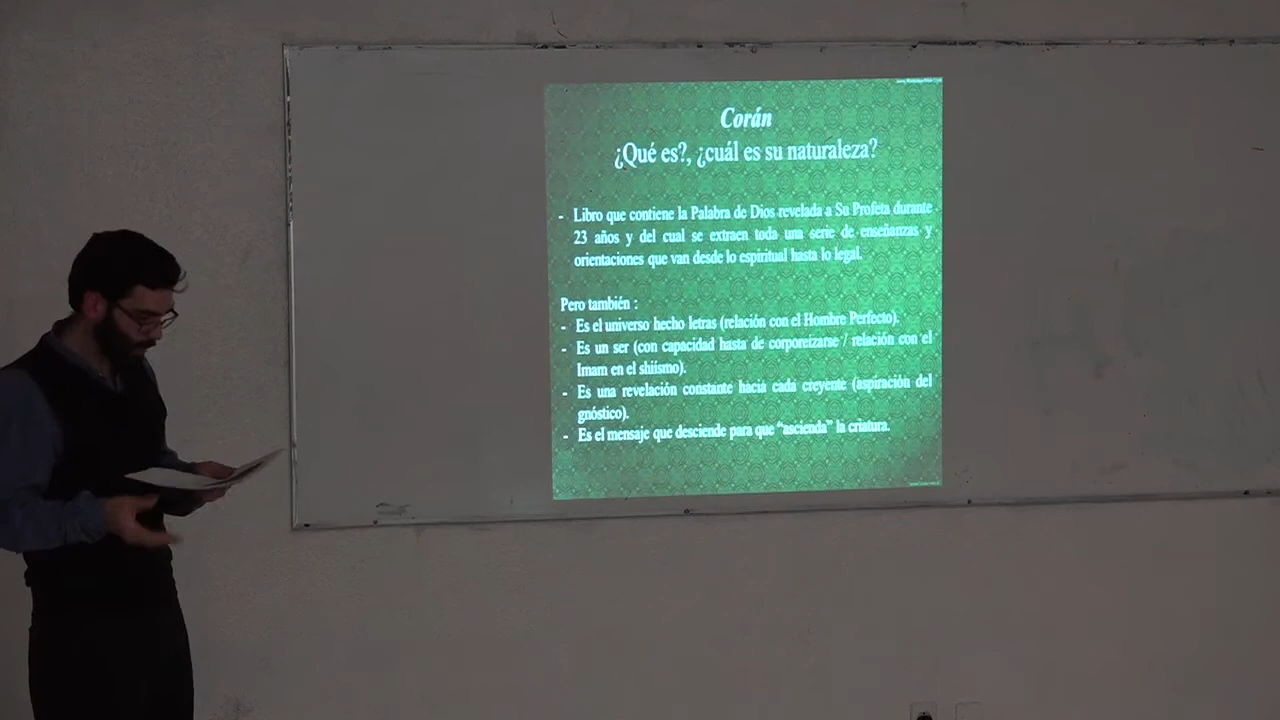 Corán
¿Qué es?, ¿cuál es su naturaleza?
- Libro que contiene la Palabra de Dios revelada a Su Profeta durante
23 años y del cual se extraen toda una serie de enseñanzas y
orientaciones que van desde lo espiritual hasta lo legal.
Pero también :
- Es el universo hecho letras (relación con el Hombre Perfecto).
- Es un ser (con capacidad hasta de corporeizarse / relación con el
Imam en el shiísmo).
- Es una revelación constante hacia cada creyente (aspiración del
gnóstico).
- Es el mensaje que desciende para que “ascienda” la criatura.